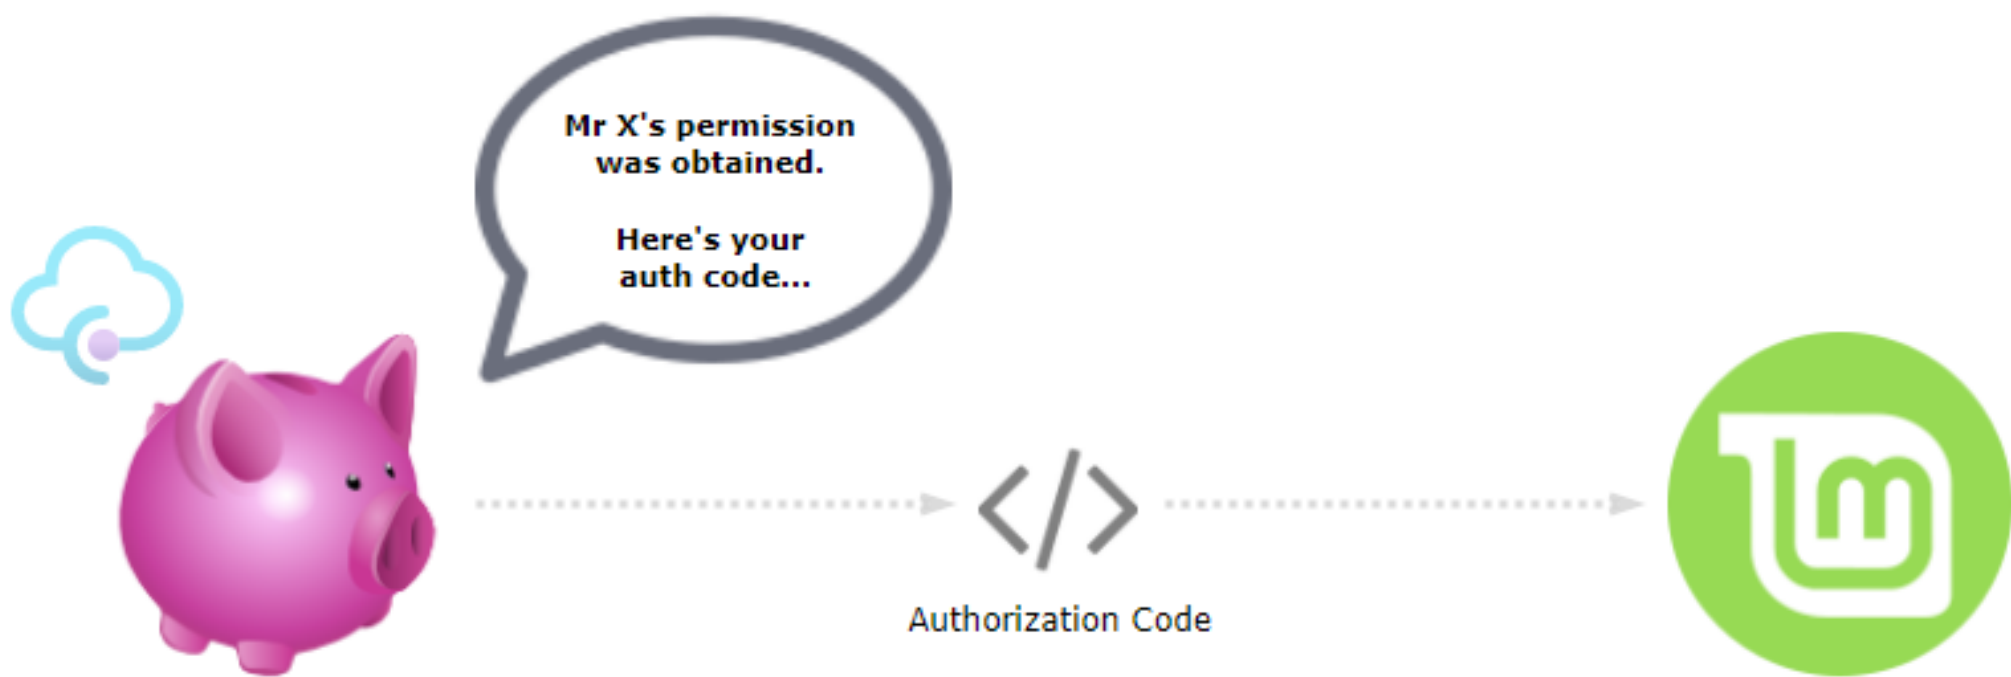 Mr X's permission
was obtained.
Here's your
auth code...
Authorization Code